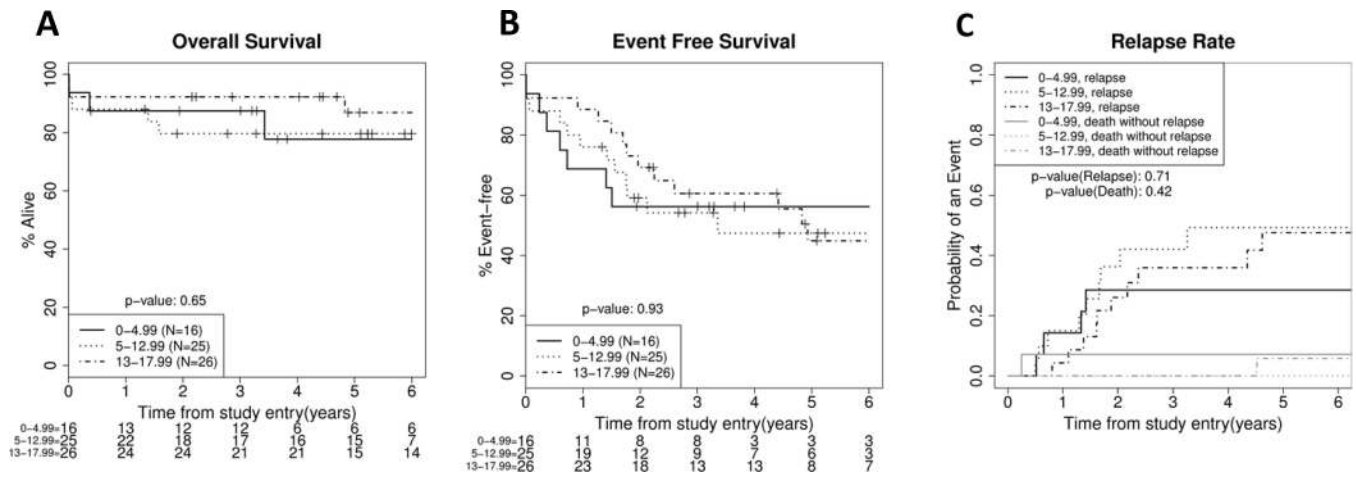 A
Overall Survival
% Alive
100
80
60
40
20
0
p-value: 0.65
0-4.99 (N=16)
5-12.99 (N=25)
13-17.99 (N=26)
0 1 2 3 4 5 6
Time from study entry(years)
0-4.99=16 13 12 12 6 6 6
5-12.99=25 22 18 17 16 15 7
13-17.99=26 24 24 21 21 15 14
B
Event Free Survival
% Event-free
100
80
60
40
20
0
p-value: 0.93
0-4.99 (N=16)
5-12.99 (N=25)
13-17.99 (N=26)
0 1 2 3 4 5 6
Time from study entry(years)
0-4.99=16 11 8 8 3 3 3
5-12.99=25 19 12 9 7 6 3
13-17.99=26 23 18 13 13 8 7
C
Relapse Rate
Probability of an Event
1.0
0.8
0.6
0.4
0.2
0.0
0-4.99, relapse
5-12.99, relapse
13-17.99, relapse
0-4.99, death without relapse
5-12.99, death without relapse
13-17.99, death without relapse
p-value(Relapse): 0.71
p-value(Death): 0.42
0 1 2 3 4 5 6
Time from study entry(years)